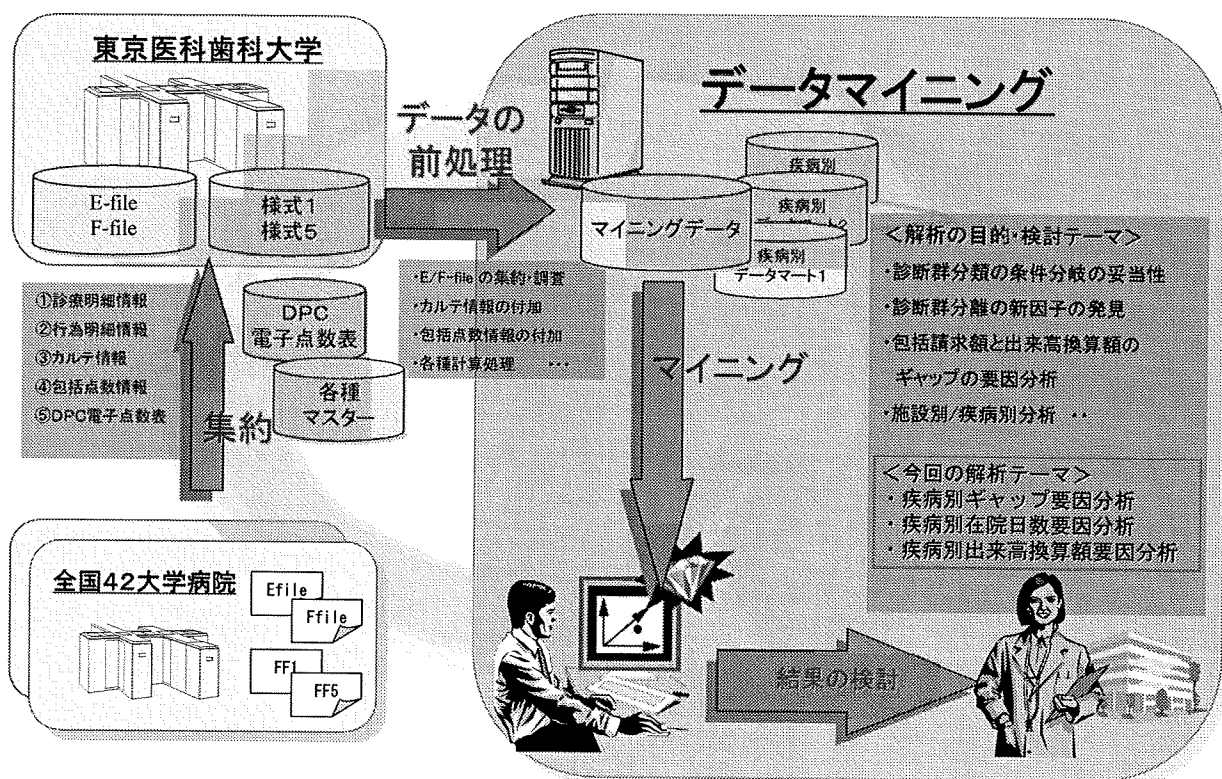 東京医科歯科大学
E-file
F-file
様式1
様式5
データの
前処理
①診療明細情報
②行為明細情報
③カルテ情報
④包括点数情報
⑤DPC電子点数表
集約
DPC
電子点数表
各種
マスター
・E/F-fileの集約・調査
・カルテ情報の付加
・包括点数情報の付加
・各種計算処理 ・・・
全国42大学病院
Efile
Ffile
FF1
FF5
データマイニング
マイニングデータ
疾病別
疾病別
データマート2
疾病別
データマート1
マイニング
<解析の目的・検討テーマ>
・診断群分類の条件分岐の妥当性
・診断群分離の新因子の発見
・包括請求額と出来高換算額の
ギャップの要因分析
・施設別/疾病別分析・・
<今回の解析テーマ>
・疾病別ギャップ要因分析
・疾病別在院日数要因分析
・疾病別出来高換算額要因分析
結果の検討